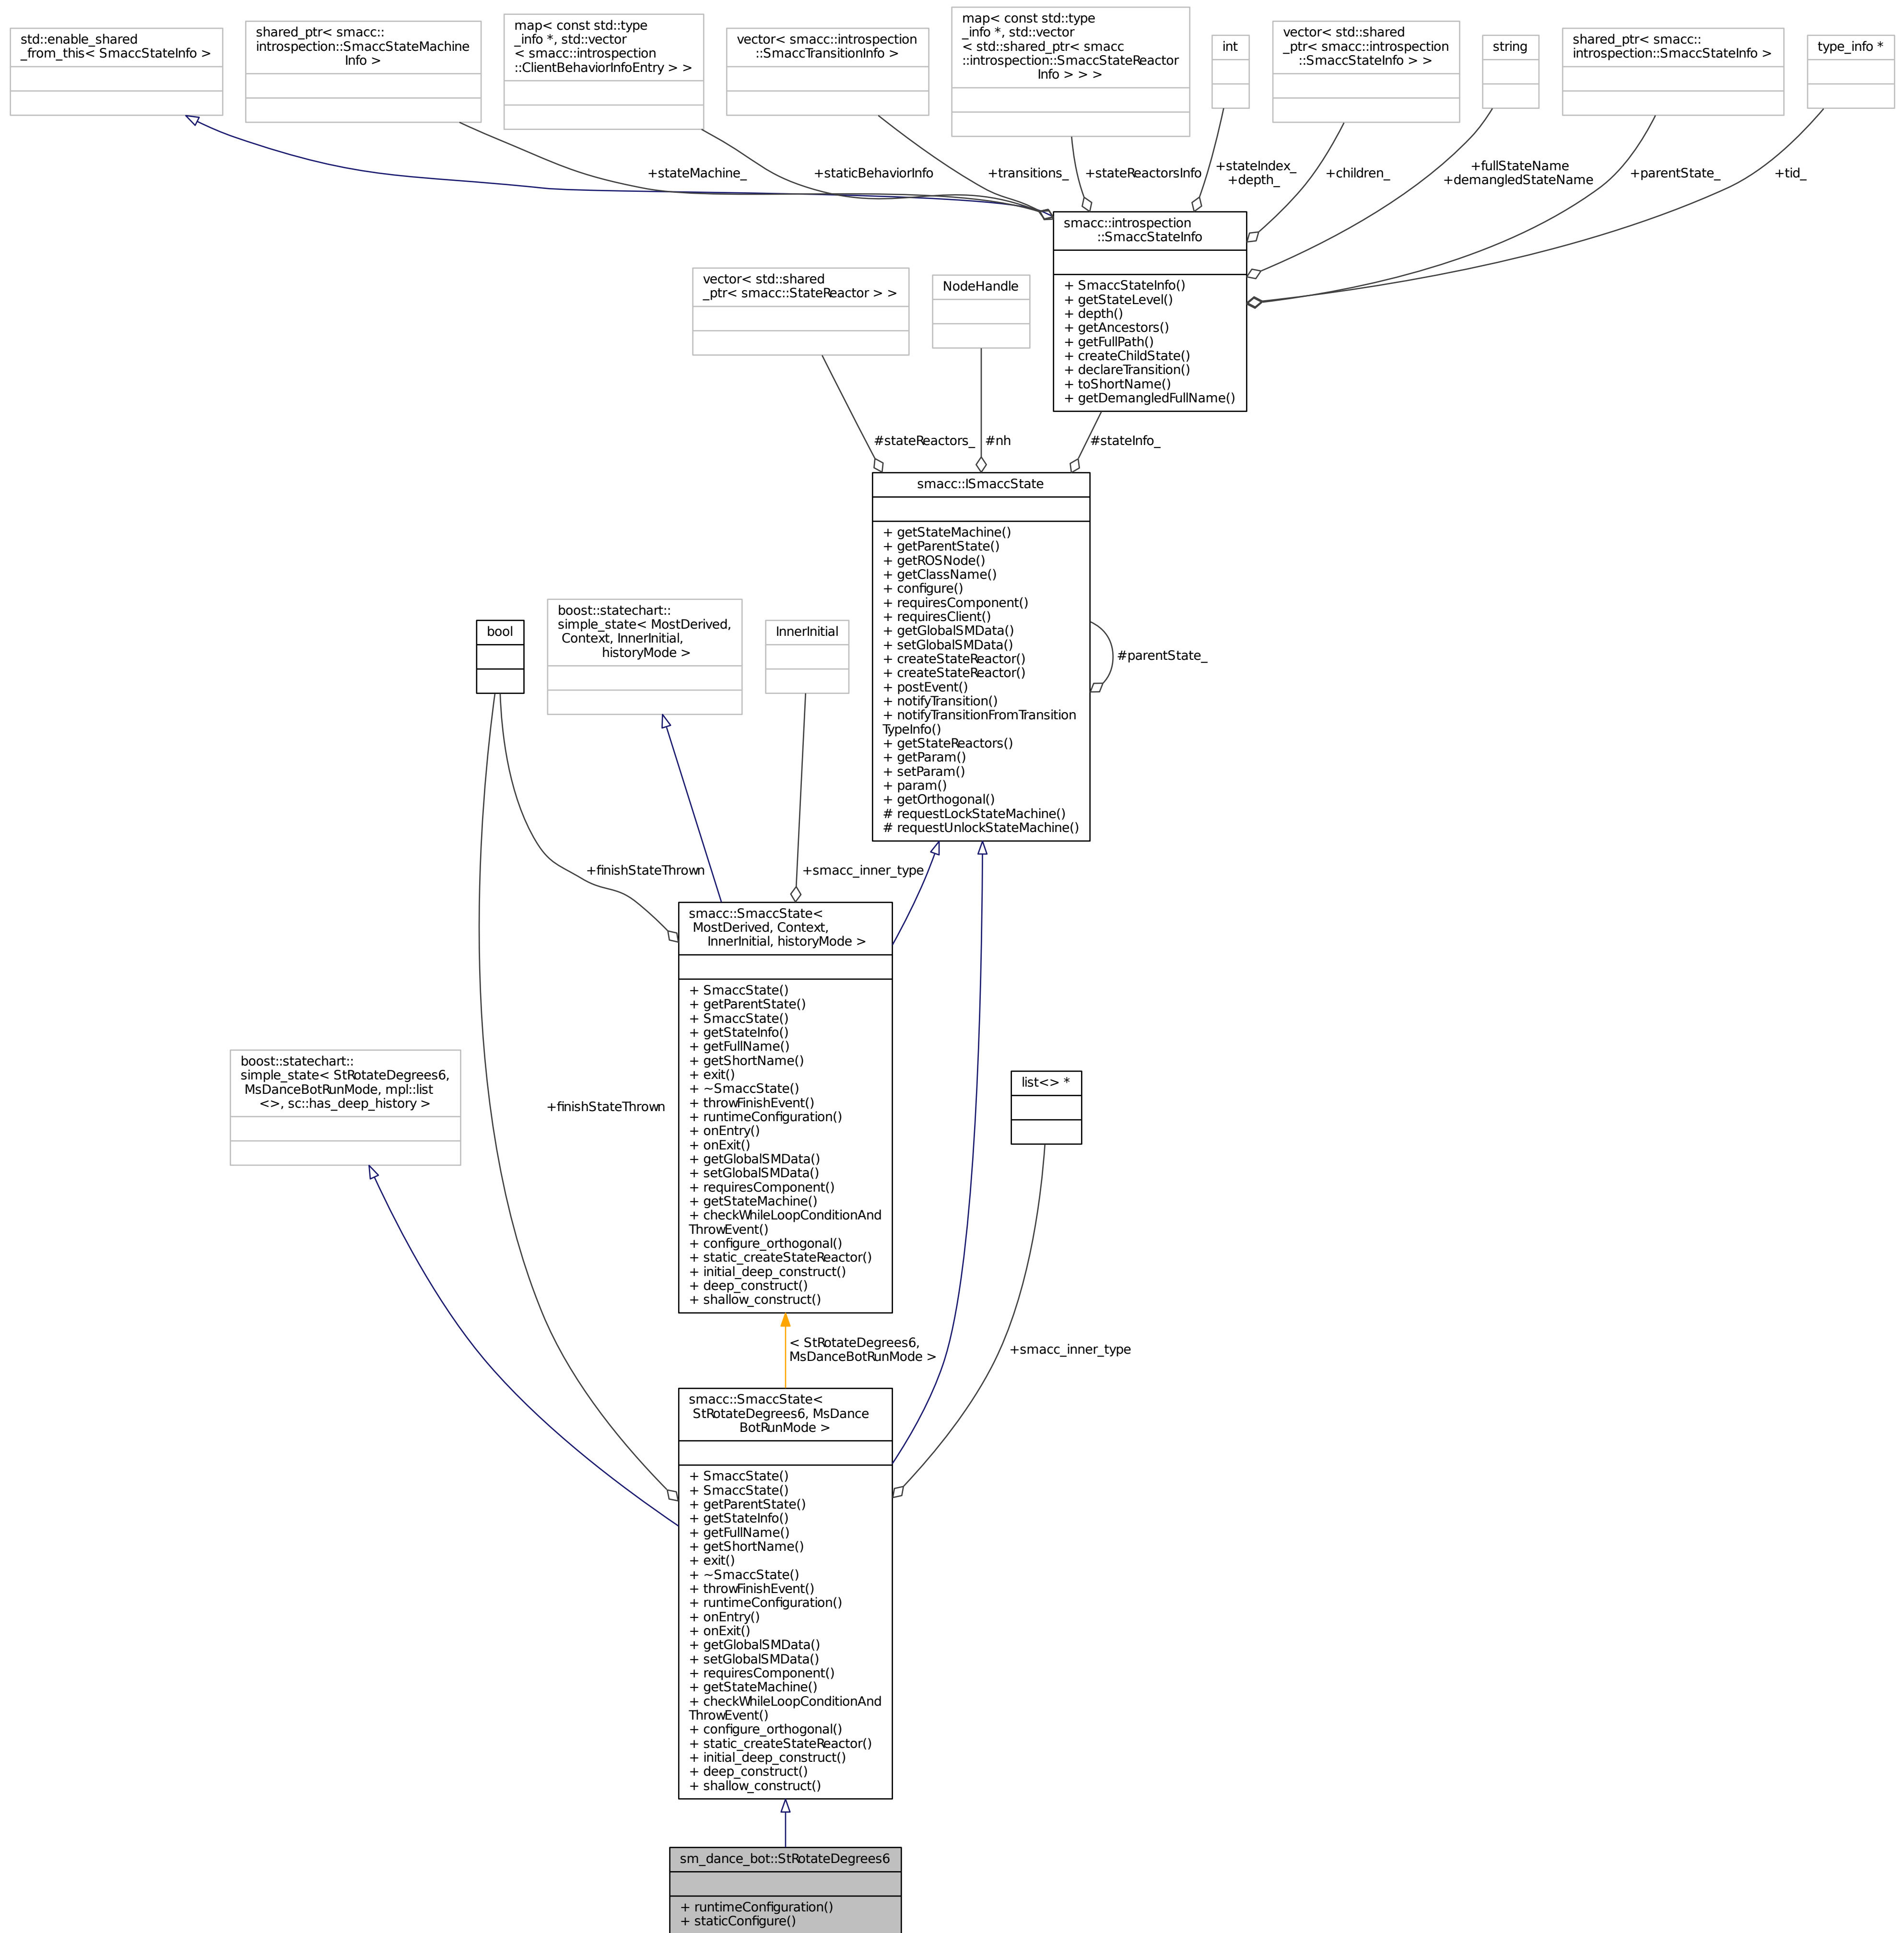 std::enable_shared
_from_this< SmaccStateInfo >
shared_ptr< smacc::
introspection::SmaccStateMachine
Info >
map< const std::type
_info *, std::vector
< smacc::introspection
::ClientBehaviorInfoEntry > >
vector< smacc::introspection
::SmaccTransitionInfo >
map< const std::type
_info *, std::vector
< std::shared_ptr< smacc
::introspection::SmaccStateReactor
Info > > >
int
vector< std::shared
_ptr< smacc::introspection
::SmaccStateInfo > >
string
shared_ptr< smacc::
introspection::SmaccStateInfo >
type_info *
+stateMachine_
+staticBehaviorInfo
+transitions_
+stateReactorsInfo
+stateIndex_
+depth_
+children_
+fullStateName
+demangledStateName
+parentState_
+tid_
smacc::introspection
::SmaccStateInfo
+ SmaccStateInfo()
+ getStateLevel()
+ depth()
+ getAncestors()
+ getFullPath()
+ createChildState()
+ declareTransition()
+ toShortName()
+ getDemangledFullName()
vector< std::shared
_ptr< smacc::StateReactor > >
NodeHandle
#stateReactors_
#nh
#stateInfo_
smacc::ISmaccState
+ getStateMachine()
+ getParentState()
+ getROSNode()
+ getClassName()
+ configure()
+ requiresComponent()
+ requiresClient()
+ getGlobalSMData()
+ setGlobalSMData()
+ createStateReactor()
+ createStateReactor()
+ postEvent()
+ notifyTransition()
+ notifyTransitionFromTransition
TypeInfo()
+ getStateReactors()
+ getParam()
+ setParam()
+ param()
+ getOrthogonal()
# requestLockStateMachine()
# requestUnlockStateMachine()
#parentState_
bool
boost::statechart::
simple_state< MostDerived,
Context, InnerInitial,
historyMode >
InnerInitial
+finishStateThrown
+smacc_inner_type
smacc::SmaccState<
MostDerived, Context,
InnerInitial, historyMode >
+ SmaccState()
+ getParentState()
+ SmaccState()
+ getStateInfo()
+ getFullName()
+ getShortName()
+ exit()
+ ~SmaccState()
+ throwFinishEvent()
+ runtimeConfiguration()
+ onEntry()
+ onExit()
+ getGlobalSMData()
+ setGlobalSMData()
+ requiresComponent()
+ getStateMachine()
+ checkWhileLoopConditionAnd
ThrowEvent()
+ configure_orthogonal()
+ static_createStateReactor()
+ initial_deep_construct()
+ deep_construct()
+ shallow_construct()
boost::statechart::
simple_state< StRotateDegrees6,
MsDanceBotRunMode, mpl::list
<>, sc::has_deep_history >
+finishStateThrown
list<> *
< StRotateDegrees6,
MsDanceBotRunMode >
+smacc_inner_type
smacc::SmaccState<
StRotateDegrees6, MsDance
BotRunMode >
+ SmaccState()
+ SmaccState()
+ getParentState()
+ getStateInfo()
+ getFullName()
+ getShortName()
+ exit()
+ ~SmaccState()
+ throwFinishEvent()
+ runtimeConfiguration()
+ onEntry()
+ onExit()
+ getGlobalSMData()
+ setGlobalSMData()
+ requiresComponent()
+ getStateMachine()
+ checkWhileLoopConditionAnd
ThrowEvent()
+ configure_orthogonal()
+ static_createStateReactor()
+ initial_deep_construct()
+ deep_construct()
+ shallow_construct()
sm_dance_bot::StRotateDegrees6
+ runtimeConfiguration()
+ staticConfigure()